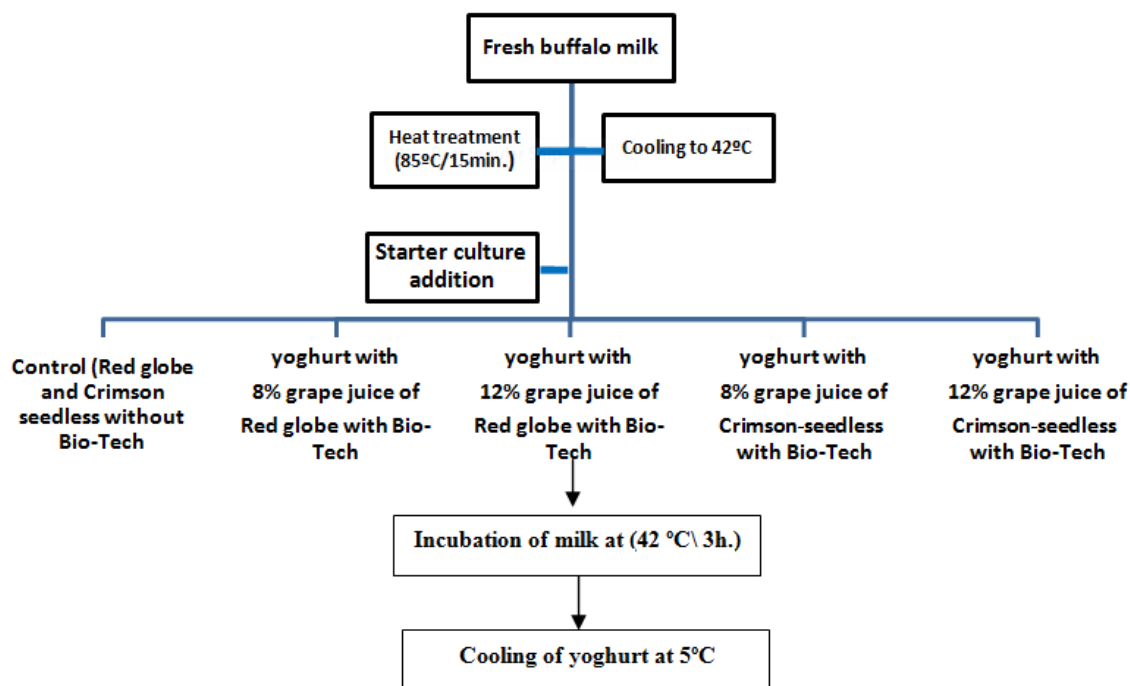 Fresh buffalo milk
Heat treatment
(85ºC/15min.)
Cooling to 42ºC
Starter culture
addition
Control (Red globe
and Crimson
seedless without
Bio-Tech
yoghurt with
8% grape juice of
Red globe with Bio-
Tech
yoghurt with
12% grape juice of
Red globe with Bio-
Tech
yoghurt with
8% grape juice of
Crimson-seedless
with Bio-Tech
yoghurt with
12% grape juice of
Crimson-seedless
with Bio-Tech
Incubation of milk at (42 ºC\ 3h.)
Cooling of yoghurt at 5ºC